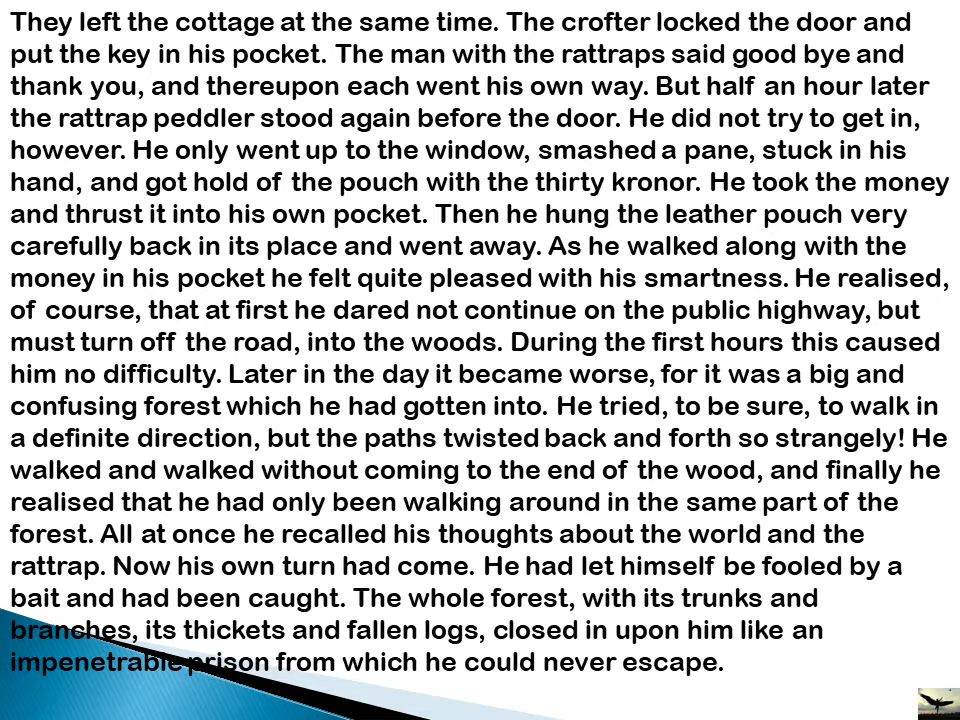 They left the cottage at the same time. The crofter locked the door and
put the key in his pocket. The man with the rattraps said good bye and
thank you, and thereupon each went his own way. But half an hour later
the rattrap peddler stood again before the door. He did not try to get in,
however. He only went up to the window, smashed a pane, stuck in his
hand, and got hold of the pouch with the thirty kronor. He took the money
and thrust it into his own pocket. Then he hung the leather pouch very
carefully back in its place and went away. As he walked along with the
money in his pocket he felt quite pleased with his smartness. He realised,
of course, that at first he dared not continue on the public highway, but
must turn off the road, into the woods. During the first hours this caused
him no difficulty. Later in the day it became worse, for it was a big and
confusing forest which he had gotten into. He tried, to be sure, to walk in
a definite direction, but the paths twisted back and forth so strangely! He
walked and walked without coming to the end of the wood, and finally he
realised that he had only been walking around in the same part of the
forest. All at once he recalled his thoughts about the world and the
rattrap. Now his own turn had come. He had let himself be fooled by a
bait and had been caught. The whole forest, with its trunks and
branches, its thickets and fallen logs, closed in upon him like an
impenetrable prison from which he could never escape.